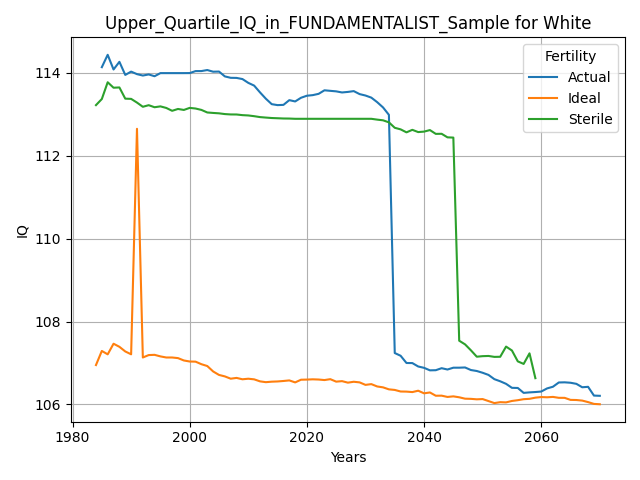 Upper_Quartile_IQ_in_FUNDAMENTALIST_Sample for White
Fertility
Actual
Ideal
Sterile
IQ
114
112
110
108
106
1980
2000
2020
2040
2060
Years